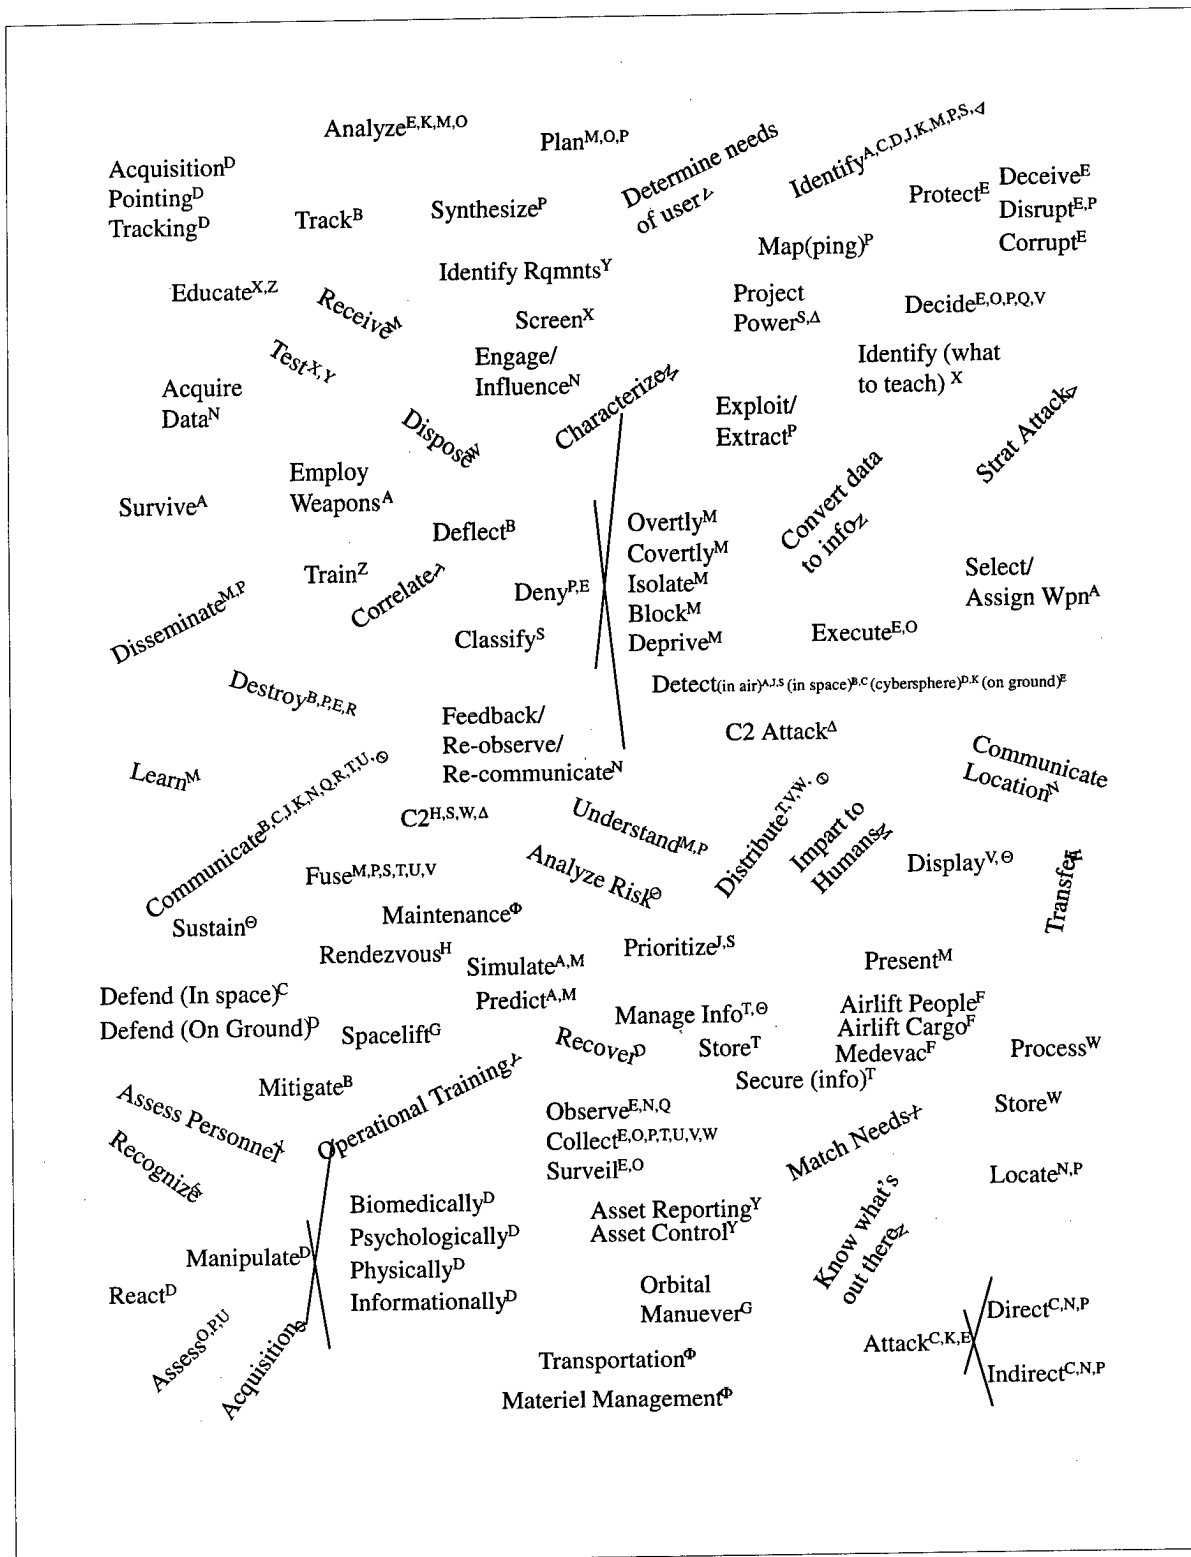 Analyze^E,K,M,O
Plan^M,O,P
Determine needs
of user^Z
Identify^A,C,D,J,K,M,P,S,Δ
Acquisition^D
Pointing^D
Tracking^D
Track^B
Synthesize^P
Protect^E
Deceive^E
Disrupt^E,P
Corrupt^E
Map(ping)^P
Identify Rqmnts^Y
Educate^X,Z
Receive^M
Screen^X
Project
Power^S,Δ
Decide^E,O,P,Q,V
Test^X,Y
Engage/
Influence^N
Identify (what
to teach) ^X
Acquire
Data^N
Dispose^W
Characterize^N
Exploit/
Extract^P
Strat Attack^Δ
Survive^A
Employ
Weapons^A
Deflect^B
Convert data
to info^N
Overtly^M
Covertly^M
Isolate^M
Block^M
Deprive^M
Train^Z
Correlate
Deny^P,E
Select/
Assign Wpn^A
Disseminate^M,P
Classify^S
Execute^E,O
Destroy^B,P,E,R
Detect(in air)^A,J,S (in space)^B,C (cybersphere)^D,K (on ground)^E
Feedback/
Re-observe/
Re-communicate^N
C2 Attack^Δ
Communicate
Location^N
Learn^M
Communicate^B,C,J,K,N,Q,R,T,U,Θ
C2^H,S,W,Δ
Understand^M,P
Distribute^T,V,W,Θ
Impart to
Humans^M
Display^V,Θ
Transfer^H
Fuse^M,P,S,T,U,V
Analyze Risk^Θ
Sustain^Θ
Maintenance^Φ
Rendezvous^H
Simulate^A,M
Prioritize^J,S
Present^M
Defend (In space)^C
Defend (On Ground)^D
Predict^A,M
Manage Info^T,Θ
Airlift People^F
Airlift Cargo^F
Medevac^F
Spacelift^G
Recover^D
Store^T
Process^W
Secure (info)^T
Mitigate^B
Operational Training^Y
Assess Personnel^X
Observe^E,N,Q
Collect^E,O,P,T,U,V,W
Surveil^E,O
Match Needs^X
Store^W
Recognize
Locate^N,P
Biomedically^D
Psychologically^D
Physically^D
Informationally^D
Asset Reporting^Y
Asset Control^Y
Know what's
out there^N
Manipulate^D
React^D
Orbital
Manuever^G
Direct^C,N,P
Attack^C,K,E
Indirect^C,N,P
Assess^O,P,U
Acquisition^Θ
Transportation^Φ
Materiel Management^Φ